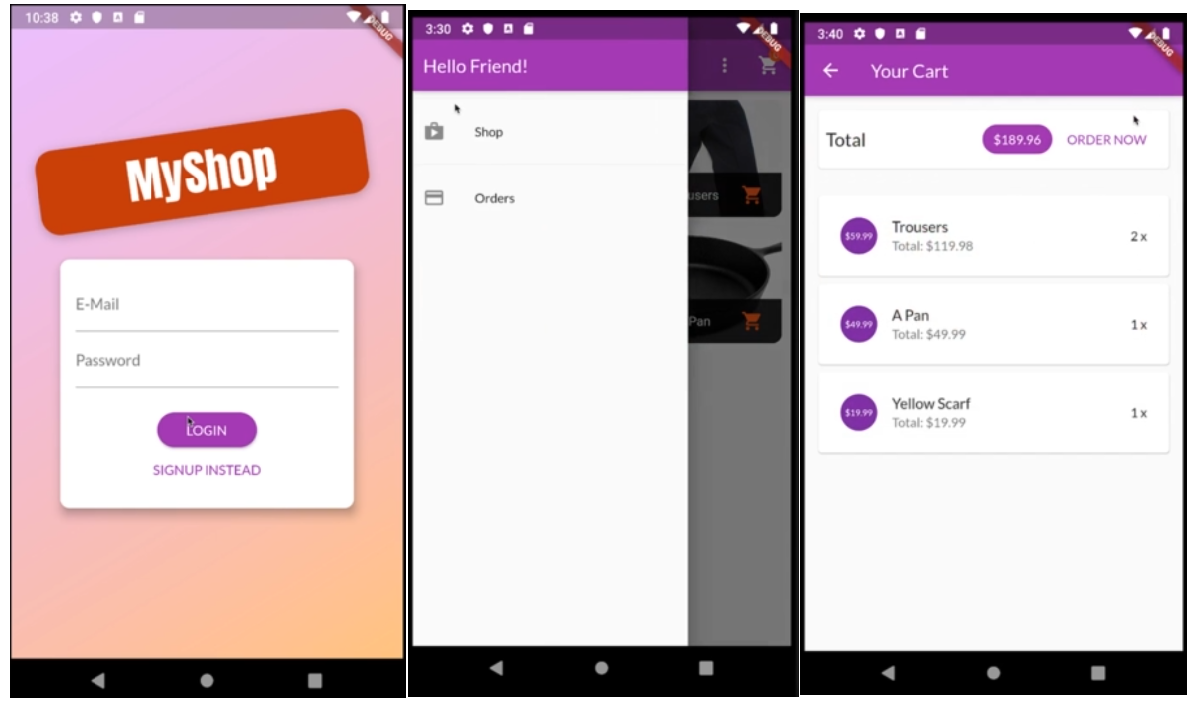 10:38
DEBUG
MyShop
E-Mail
Password
LOGIN
SIGNUP INSTEAD
3:30
DEBUG
Hello Friend!
Shop
Orders
users
Pan
3:40
DEBUG
Your Cart
Total
$189.96
ORDER NOW
$59.99
Trousers
Total: $119.98
2 x
$49.99
A Pan
Total: $49.99
1 x
$19.99
Yellow Scarf
Total: $19.99
1 x